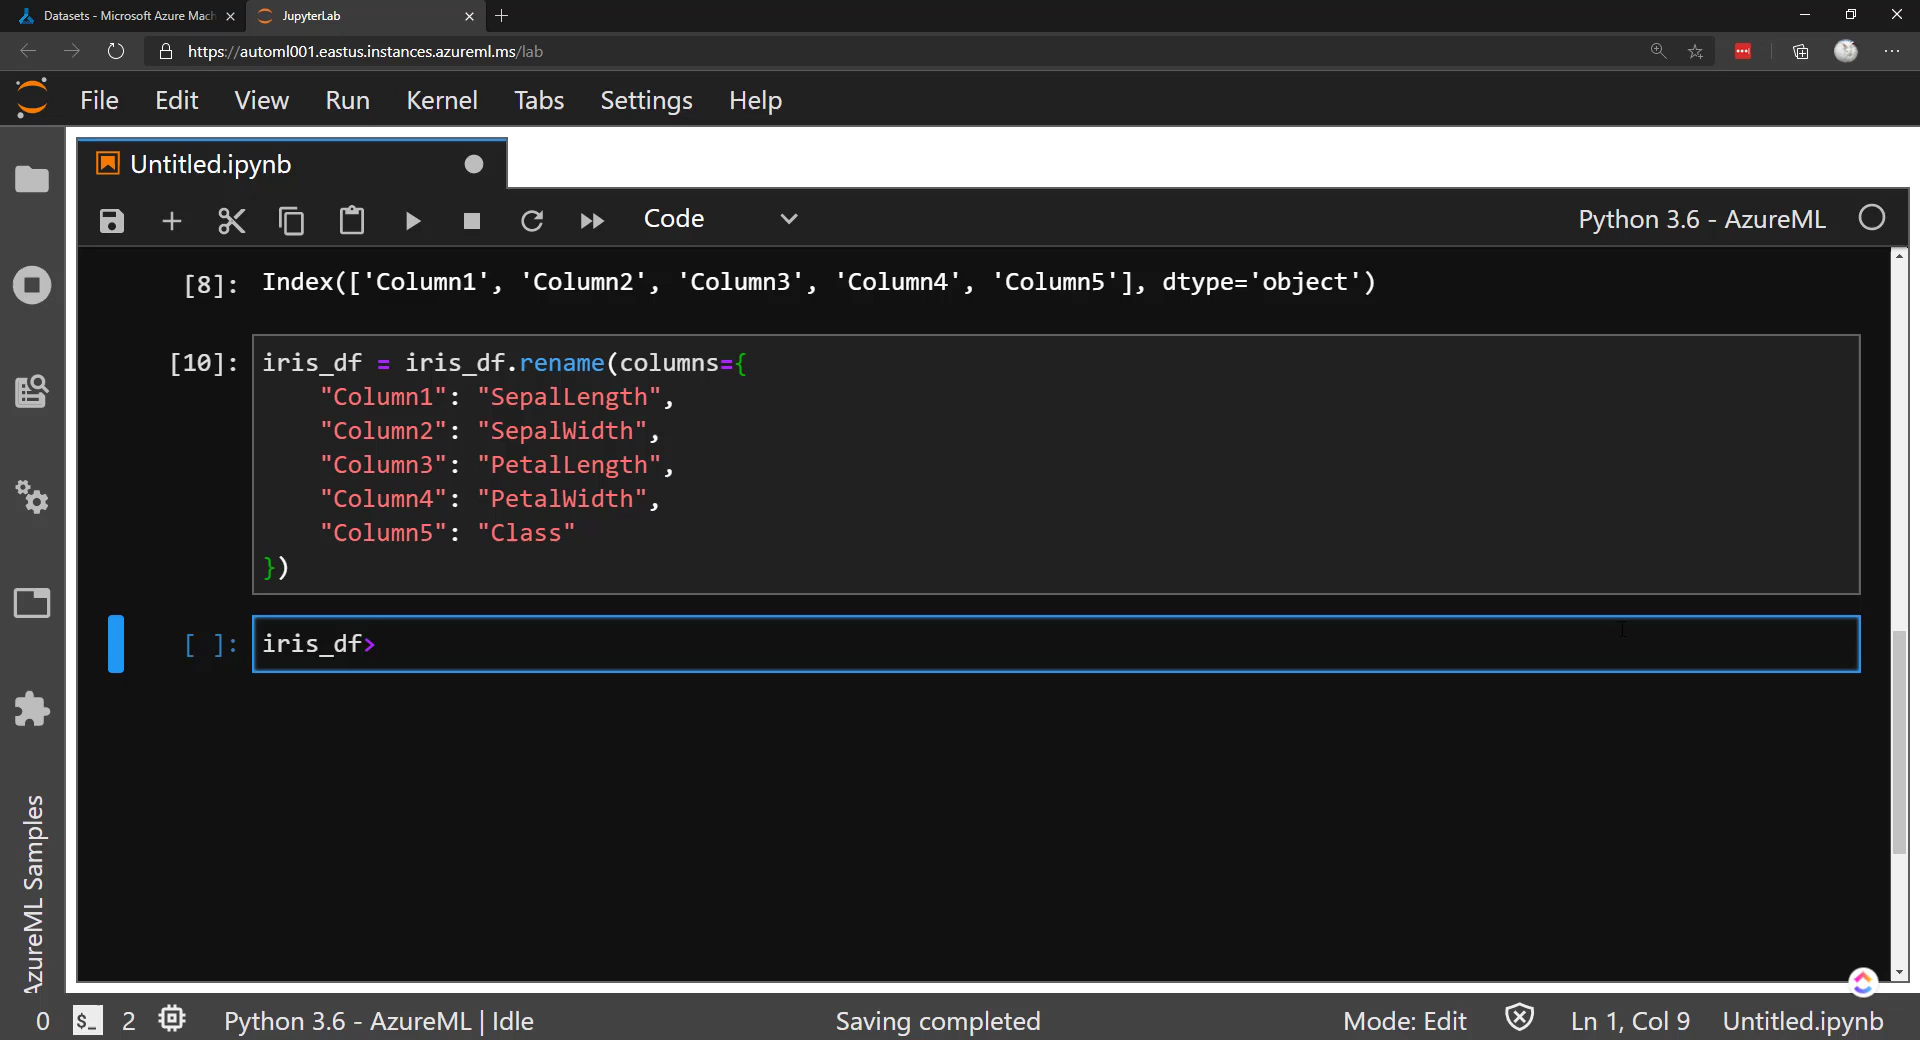 Datasets - Microsoft Azure Mach
JupyterLab
https://automl001.eastus.instances.azureml.ms/lab
File Edit View Run Kernel Tabs Settings Help
Untitled.ipynb
Code
Python 3.6 - AzureML
[8]: Index(['Column1', 'Column2', 'Column3', 'Column4', 'Column5'], dtype='object')
[10]: iris_df = iris_df.rename(columns={
"Column1": "SepalLength",
"Column2": "SepalWidth",
"Column3": "PetalLength",
"Column4": "PetalWidth",
"Column5": "Class"
})
[ ]: iris_df>
AzureML Samples
0 $_ 2 Python 3.6 - AzureML | Idle Saving completed Mode: Edit Ln 1, Col 9 Untitled.ipynb